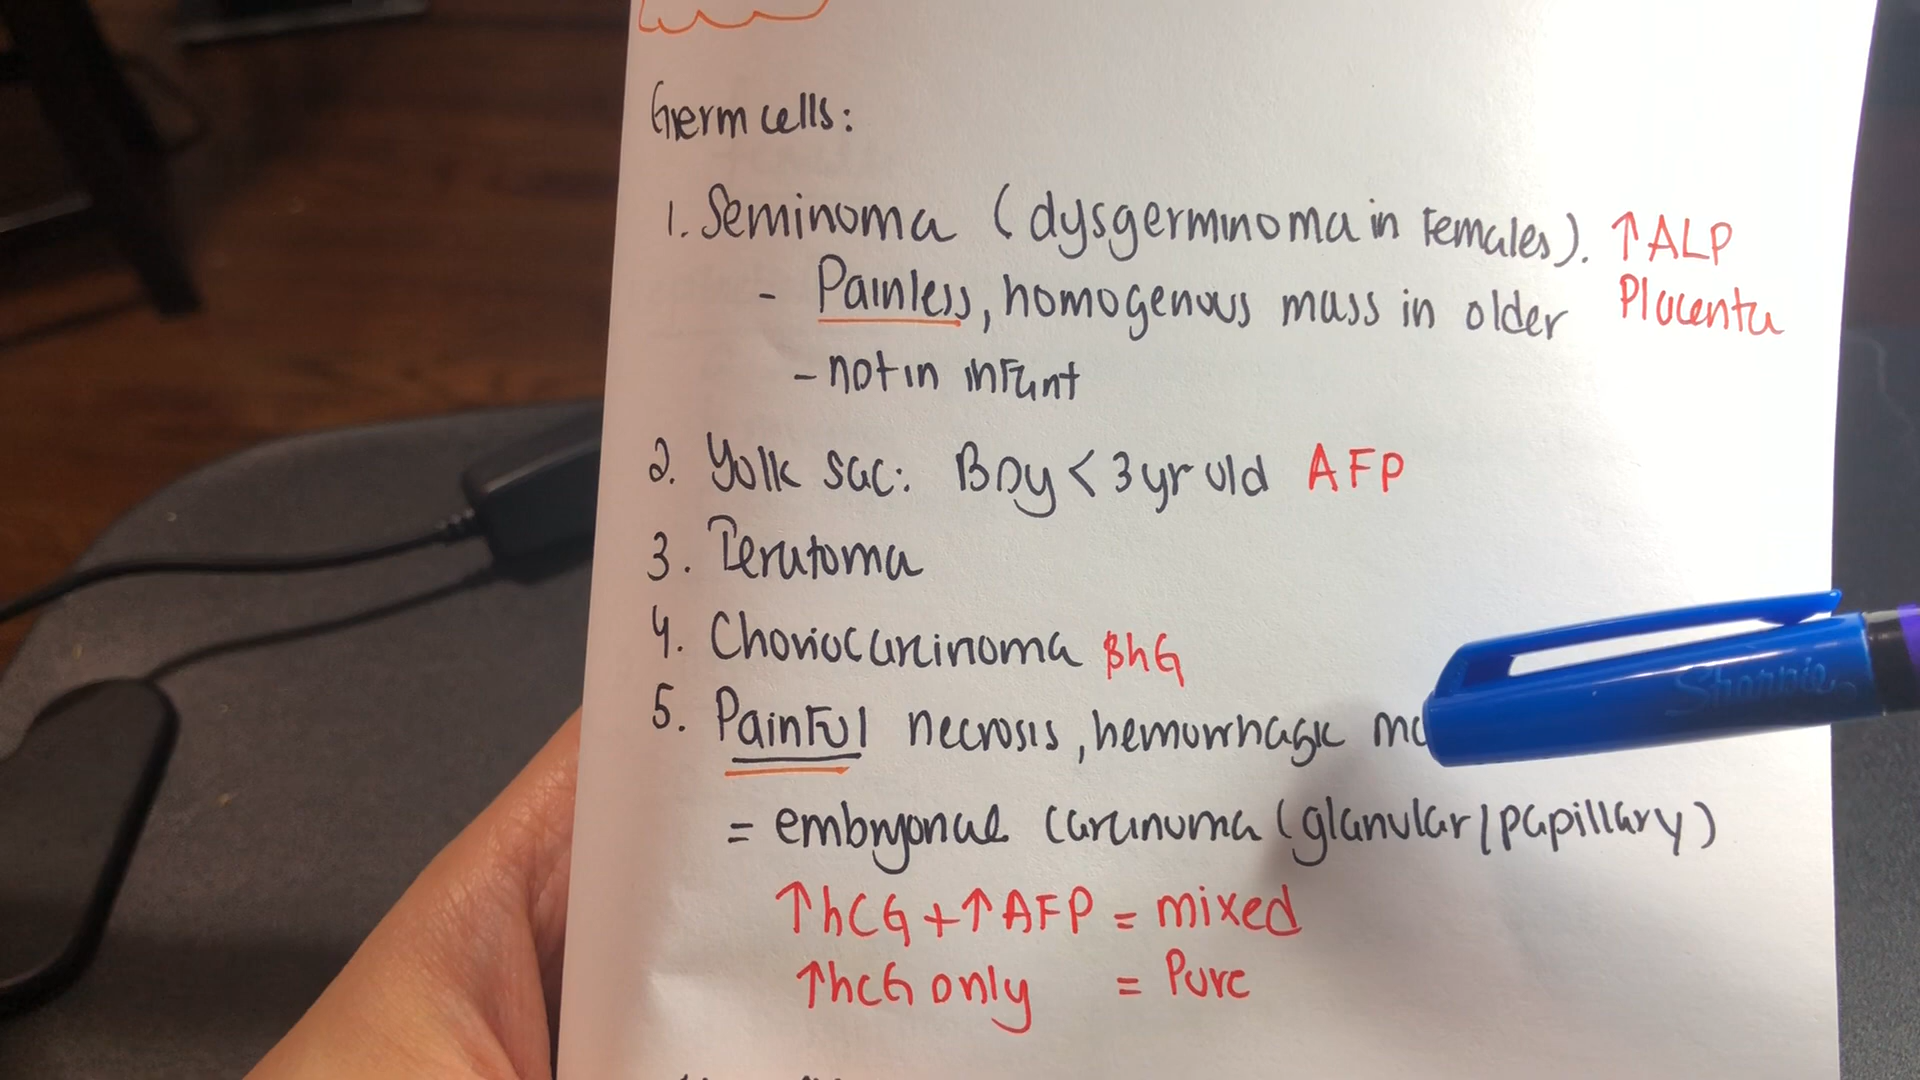 Germ cells:
1. Seminoma (dysgerminoma in Females). ↑ALP
- Painless, homogenous mass in older Placenta
- not in infant
2. Yolk sac: Boy < 3 yr old AFP
3. Teratoma
4. Choriocarcinoma βhG
5. Painful necrosis, hemorrhagic
= embryonal carcinoma (glanular/papillary)
↑hCG + ↑AFP = mixed
↑hCG only = Pure
Sharpie